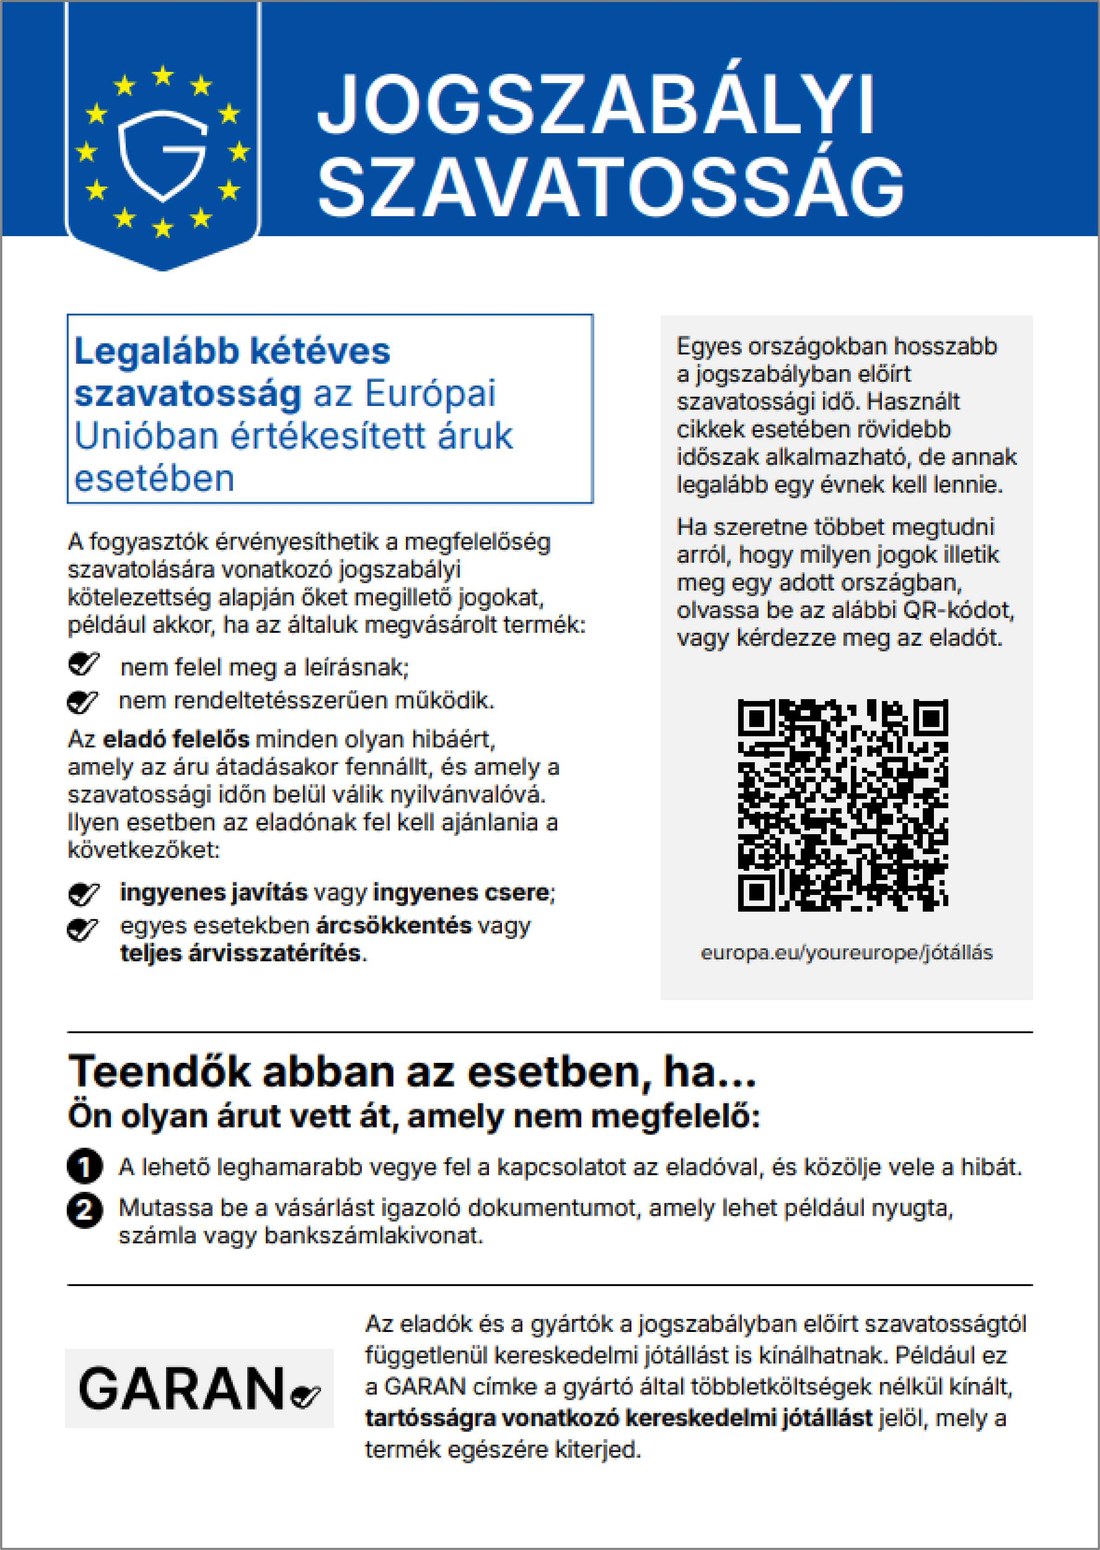 JOGSZABÁLYI
SZAVATOSSÁG
Legalább kétéves
szavatosság az Európai
Unióban értékesített áruk
esetében
A fogyasztók érvényesíthetik a megfelelőség
szavatolására vonatkozó jogszabályi
kötelezettség alapján őket megillető jogokat,
például akkor, ha az általuk megvásárolt termék:
nem felel meg a leírásnak;
nem rendeltetésszerűen működik.
Az eladó felelős minden olyan hibáért,
amely az áru átadásakor fennállt, és amely a
szavatossági időn belül válik nyilvánvalóvá.
Ilyen esetben az eladónak fel kell ajánlania a
következőket:
ingyenes javítás vagy ingyenes csere;
egyes esetekben árcsökkentés vagy
teljes árvisszatérítés.
Egyes országokban hosszabb
a jogszabályban előírt
szavatossági idő. Használt
cikkek esetében rövidebb
időszak alkalmazható, de annak
legalább egy évnek kell lennie.
Ha szeretne többet megtudni
arról, hogy milyen jogok illetik
meg egy adott országban,
olvassa be az alábbi QR-kódot,
vagy kérdezze meg az eladót.
europa.eu/youreurope/jótállás
Teendők abban az esetben, ha...
Ön olyan árut vett át, amely nem megfelelő:
1 A lehető leghamarabb vegye fel a kapcsolatot az eladóval, és közölje vele a hibát.
2 Mutassa be a vásárlást igazoló dokumentumot, amely lehet például nyugta,
számla vagy bankszámlakivonat.
GARAN
Az eladók és a gyártók a jogszabályban előírt szavatosságtól
függetlenül kereskedelmi jótállást is kínálhatnak. Például ez
a GARAN címke a gyártó által többletköltségek nélkül kínált,
tartósságra vonatkozó kereskedelmi jótállást jelöl, mely a
termék egészére kiterjed.